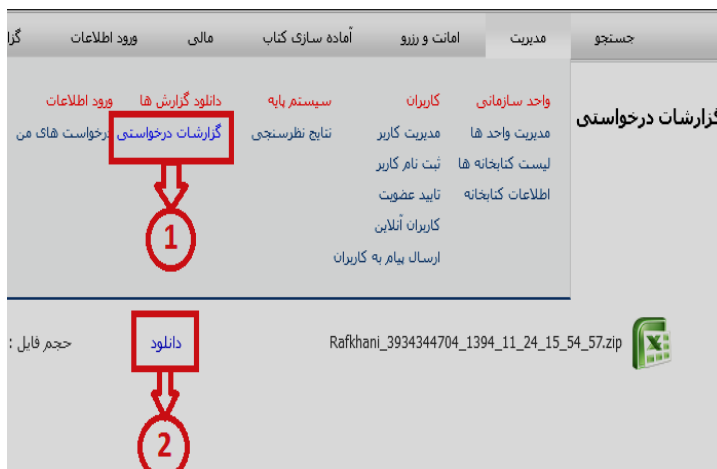 جستجو مدیریت امانت و رزرو آماده سازی کتاب مالی ورود اطلاعات
گزارشات درخواستی
واحد سازمانی کاربران سیستم پایه دانلود گزارش ها ورود اطلاعات
مدیریت واحد ها مدیریت کاربر نتایج نظرسنجی گزارشات درخواستی درخواست های من
لیست کتابخانه ها ثبت نام کاربر
اطلاعات کتابخانه تایید عضویت
کاربران آنلاین
ارسال پیام به کاربران
1
Rafkhani_3934344704_1394_11_24_15_54_57.zip دانلود حجم فایل :
2